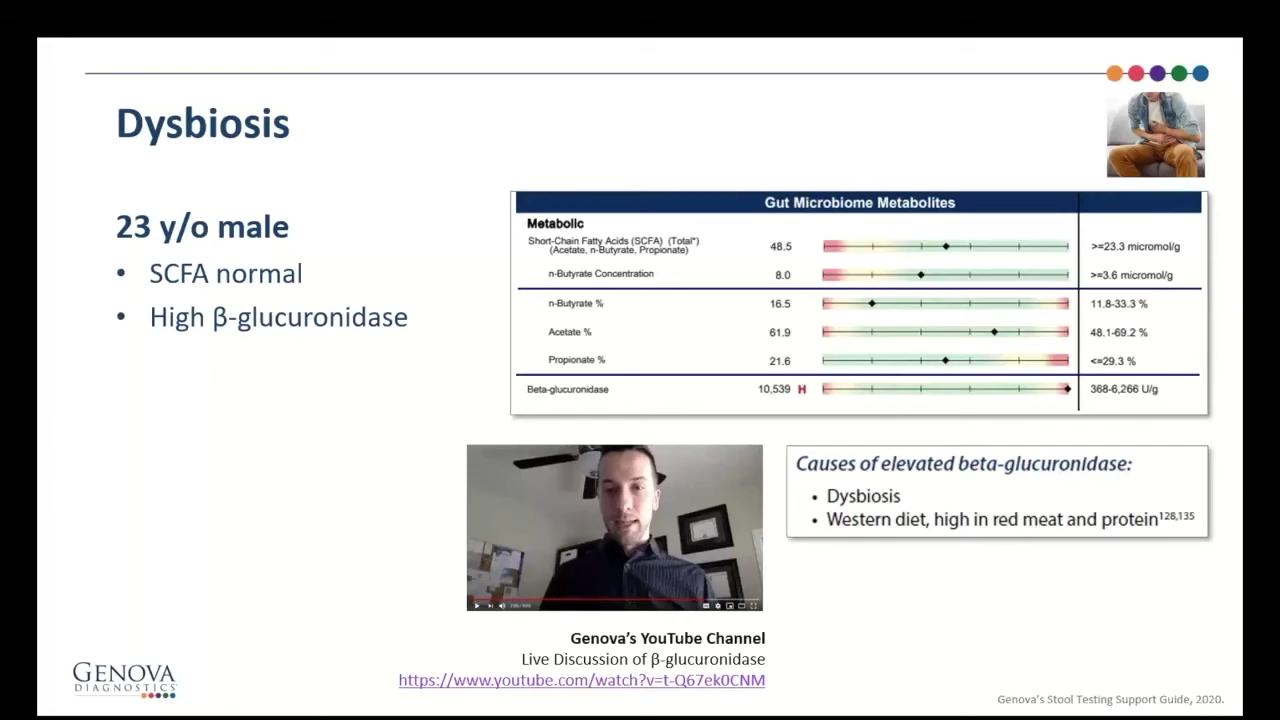 Dysbiosis
23 y/o male
• SCFA normal
• High β-glucuronidase
Gut Microbiome Metabolites
Metabolic
Short-Chain Fatty Acids (SCFA) (Total*) 48.5 >=23.3 micromol/g
(Acetate, n-Butyrate, Propionate)
n-Butyrate Concentration 8.0 >=3.6 micromol/g
n-Butyrate % 16.5 11.8-33.3 %
Acetate % 61.9 48.1-69.2 %
Propionate % 21.6 <=29.3 %
Beta-glucuronidase 10,539 H 368-6,266 U/g
Causes of elevated beta-glucuronidase:
• Dysbiosis
• Western diet, high in red meat and protein128,135
Genova's YouTube Channel
Live Discussion of β-glucuronidase
https://www.youtube.com/watch?v=t-Q67ek0CNM
GENOVA
DIAGNOSTICS
Genova's Stool Testing Support Guide, 2020.